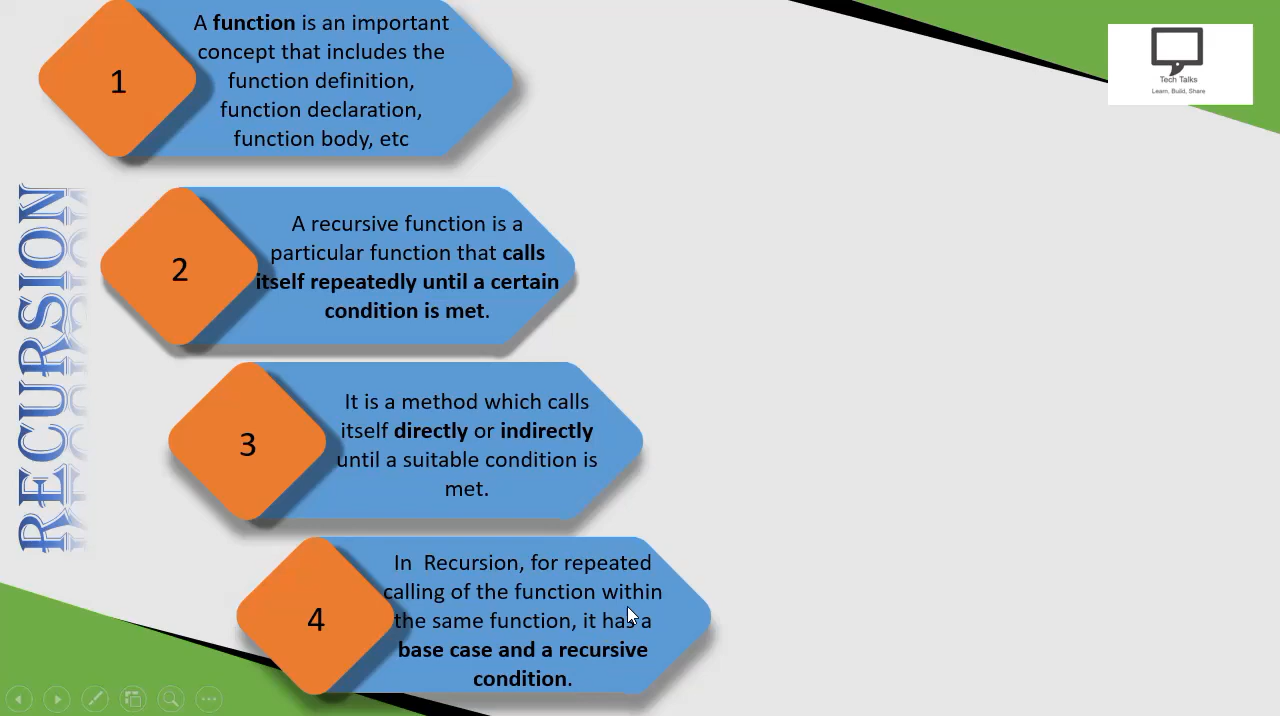 RECURSION
1
A function is an important
concept that includes the
function definition,
function declaration,
function body, etc
2
A recursive function is a
particular function that calls
itself repeatedly until a certain
condition is met.
3
It is a method which calls
itself directly or indirectly
until a suitable condition is
met.
4
In  Recursion, for repeated
calling of the function within
the same function, it has a
base case and a recursive
condition.
Tech Talks
Learn, Build, Share